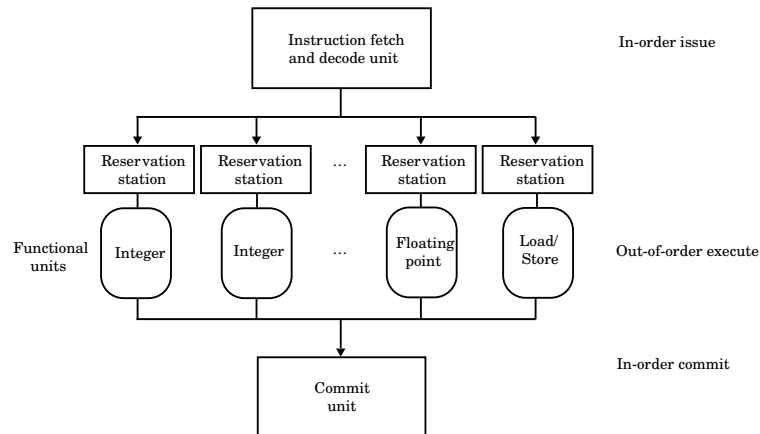 Instruction fetch
and decode unit
In-order issue
Reservation
station
Reservation
station
...
Reservation
station
Reservation
station
Functional
units
Integer
Integer
...
Floating
point
Load/
Store
Out-of-order execute
In-order commit
Commit
unit